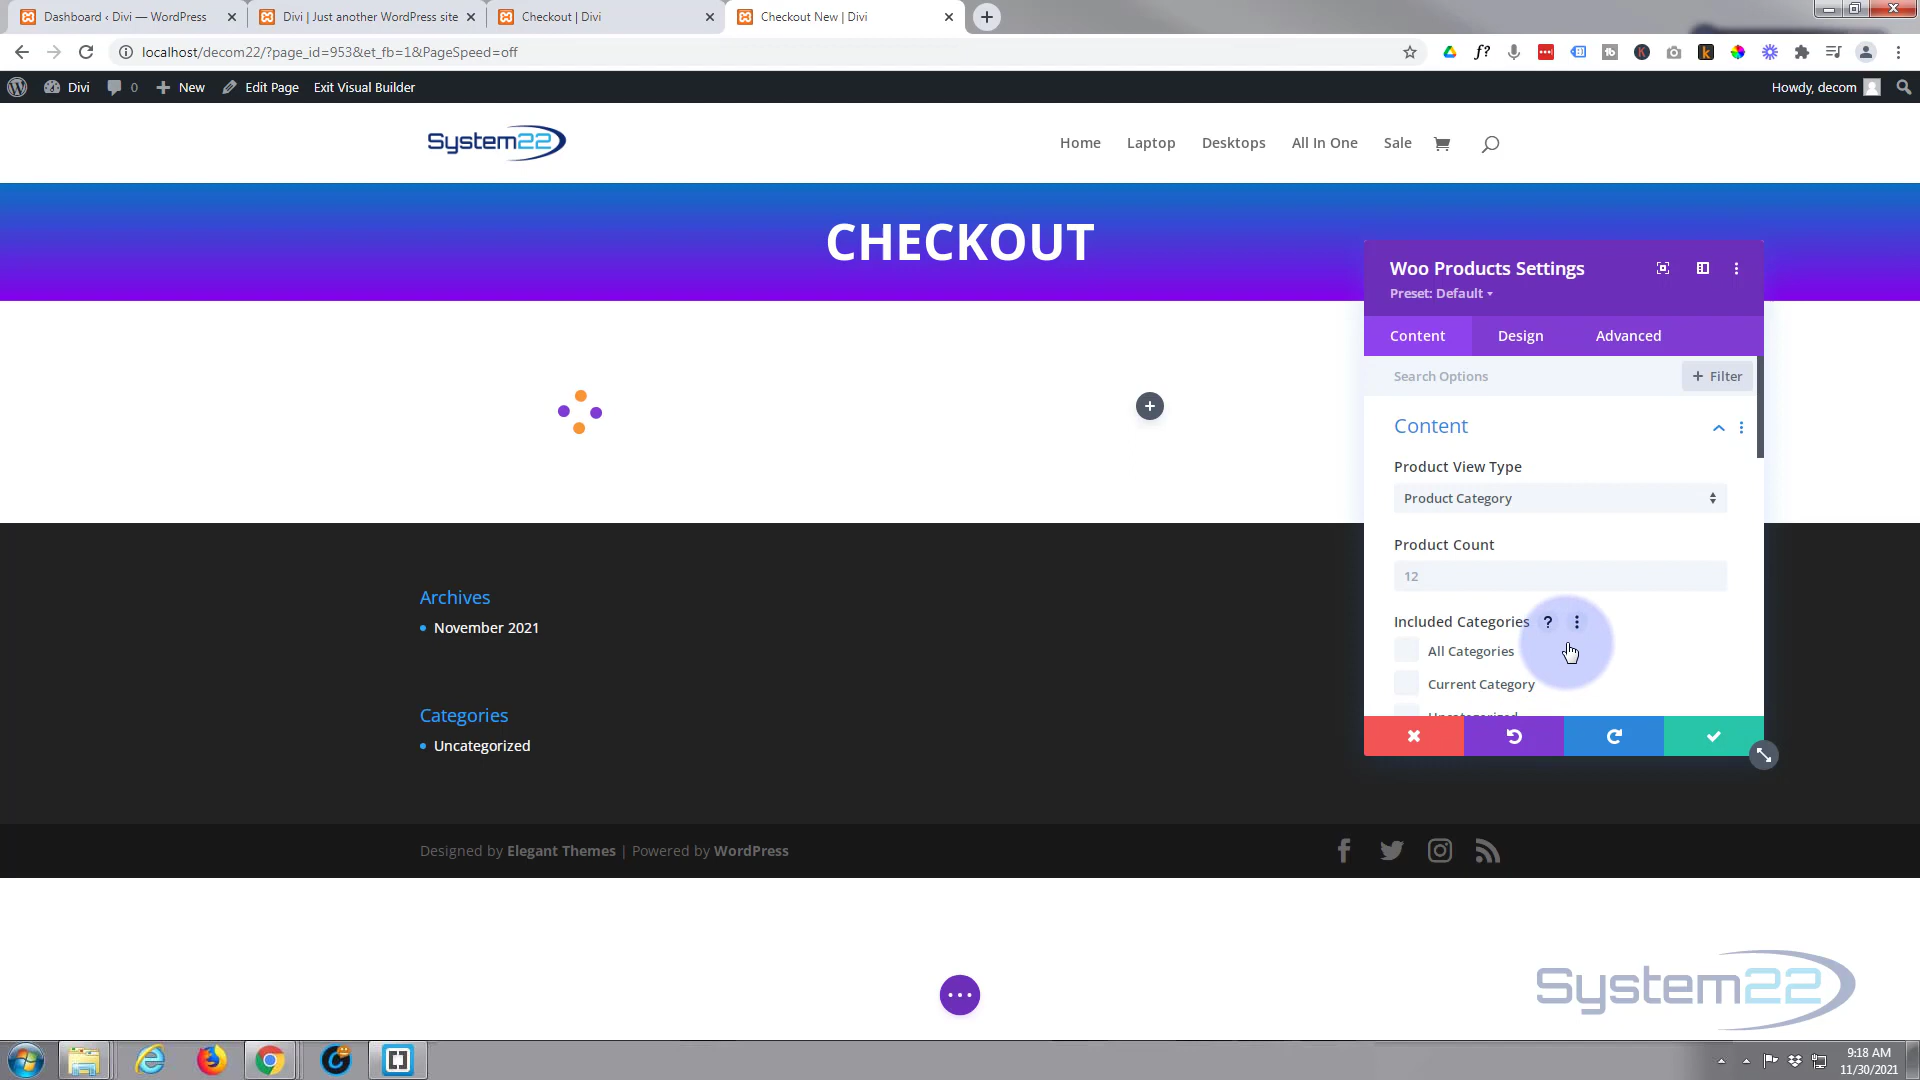 Dashboard ‹ Divi — WordPress
Divi | Just another WordPress site
Checkout | Divi
Checkout New | Divi
localhost/decom22/?page_id=953&et_fb=1&PageSpeed=off
Divi
0
New
Edit Page
Exit Visual Builder
Howdy, decom
System22
Home
Laptop
Desktops
All In One
Sale
CHECKOUT
Woo Products Settings
Preset: Default
Content
Design
Advanced
Search Options
+ Filter
Content
Product View Type
Product Category
Product Count
12
Included Categories ?
All Categories
Current Category
Uncategorized
Archives
November 2021
Categories
Uncategorized
Designed by Elegant Themes | Powered by WordPress
System22
9:18 AM
11/30/2021